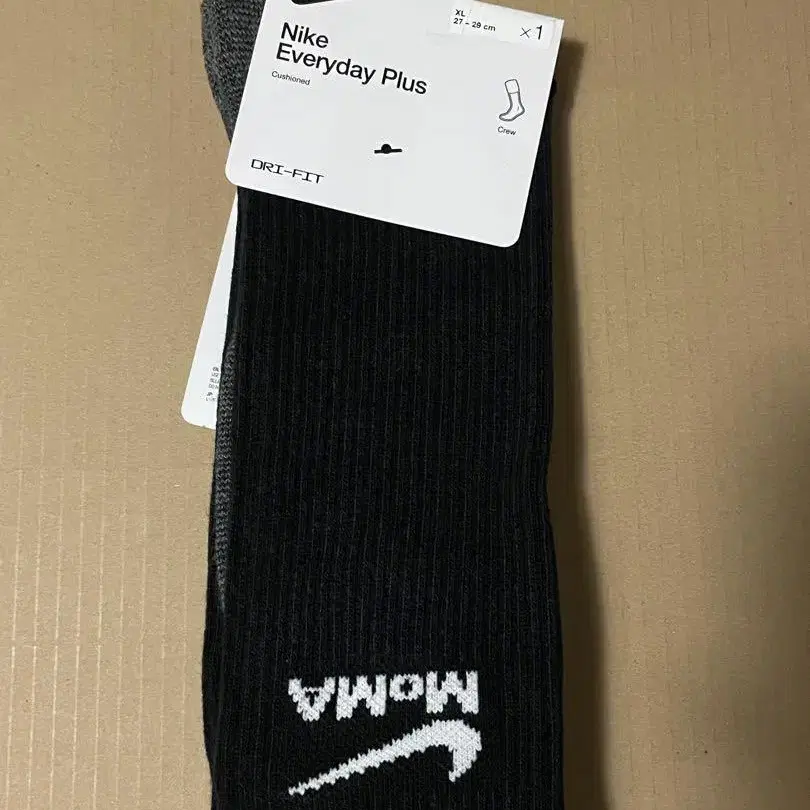 XL
27 - 29 cm
× 1
Nike
Everyday Plus
Cushioned
Crew
DRI-FIT
MoMA